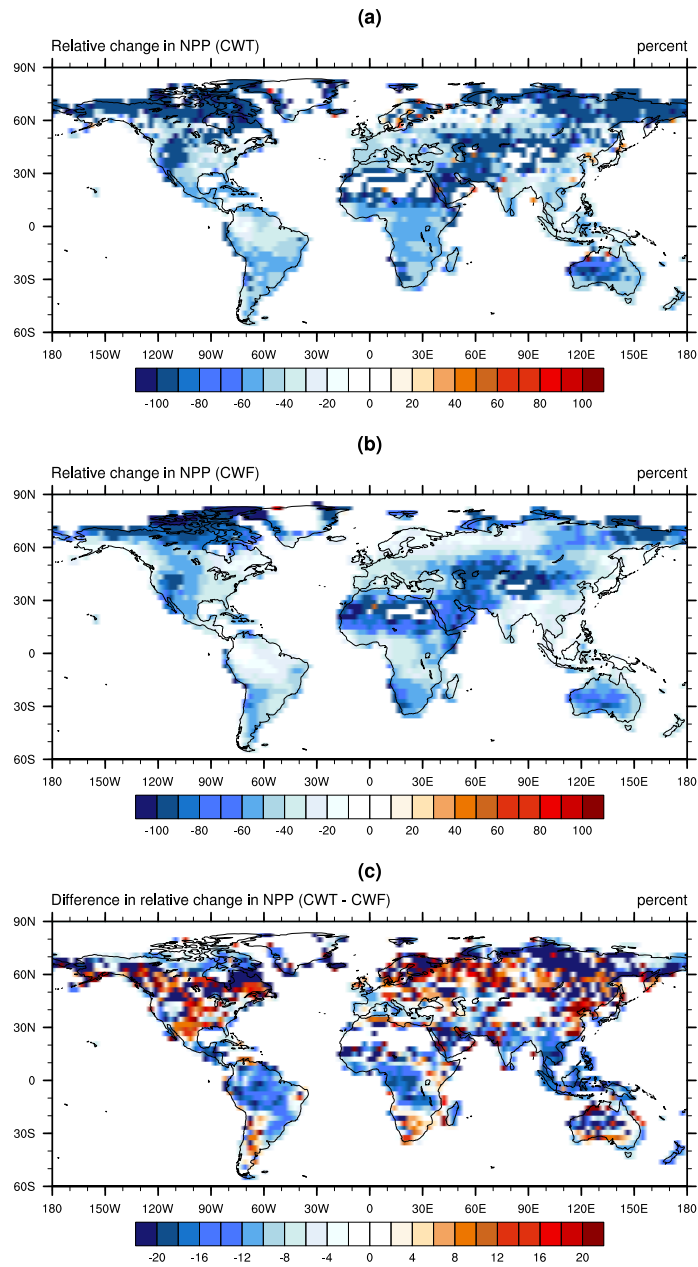 (a)
Relative change in NPP (CWT) percent
90N
60N
30N
0
30S
60S
180 150W 120W 90W 60W 30W 0 30E 60E 90E 120E 150E 180
-100 -80 -60 -40 -20 0 20 40 60 80 100
(b)
Relative change in NPP (CWF) percent
90N
60N
30N
0
30S
60S
180 150W 120W 90W 60W 30W 0 30E 60E 90E 120E 150E 180
-100 -80 -60 -40 -20 0 20 40 60 80 100
(c)
Difference in relative change in NPP (CWT - CWF) percent
90N
60N
30N
0
30S
60S
180 150W 120W 90W 60W 30W 0 30E 60E 90E 120E 150E 180
-20 -16 -12 -8 -4 0 4 8 12 16 20